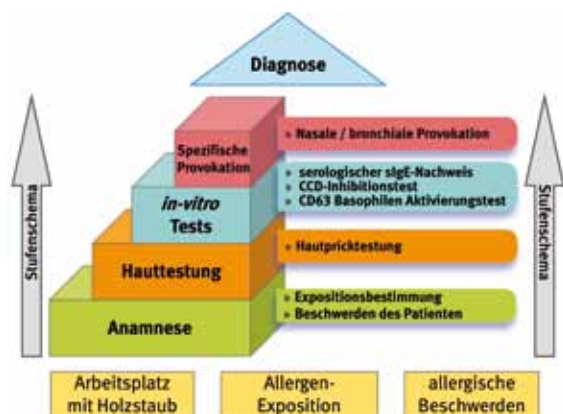 Diagnose
Stufenschema
Spezifische
Provokation
» Nasale / bronchiale Provokation
in-vitro
Tests
» serologischer sIgE-Nachweis
» CCD-Inhibitionstest
» CD63 Basophilen Aktivierungstest
Hauttestung
» Hautpricktestung
Anamnese
» Expositionsbestimmung
» Beschwerden des Patienten
Stufenschema
Arbeitsplatz
mit Holzstaub
Allergen-
Exposition
allergische
Beschwerden